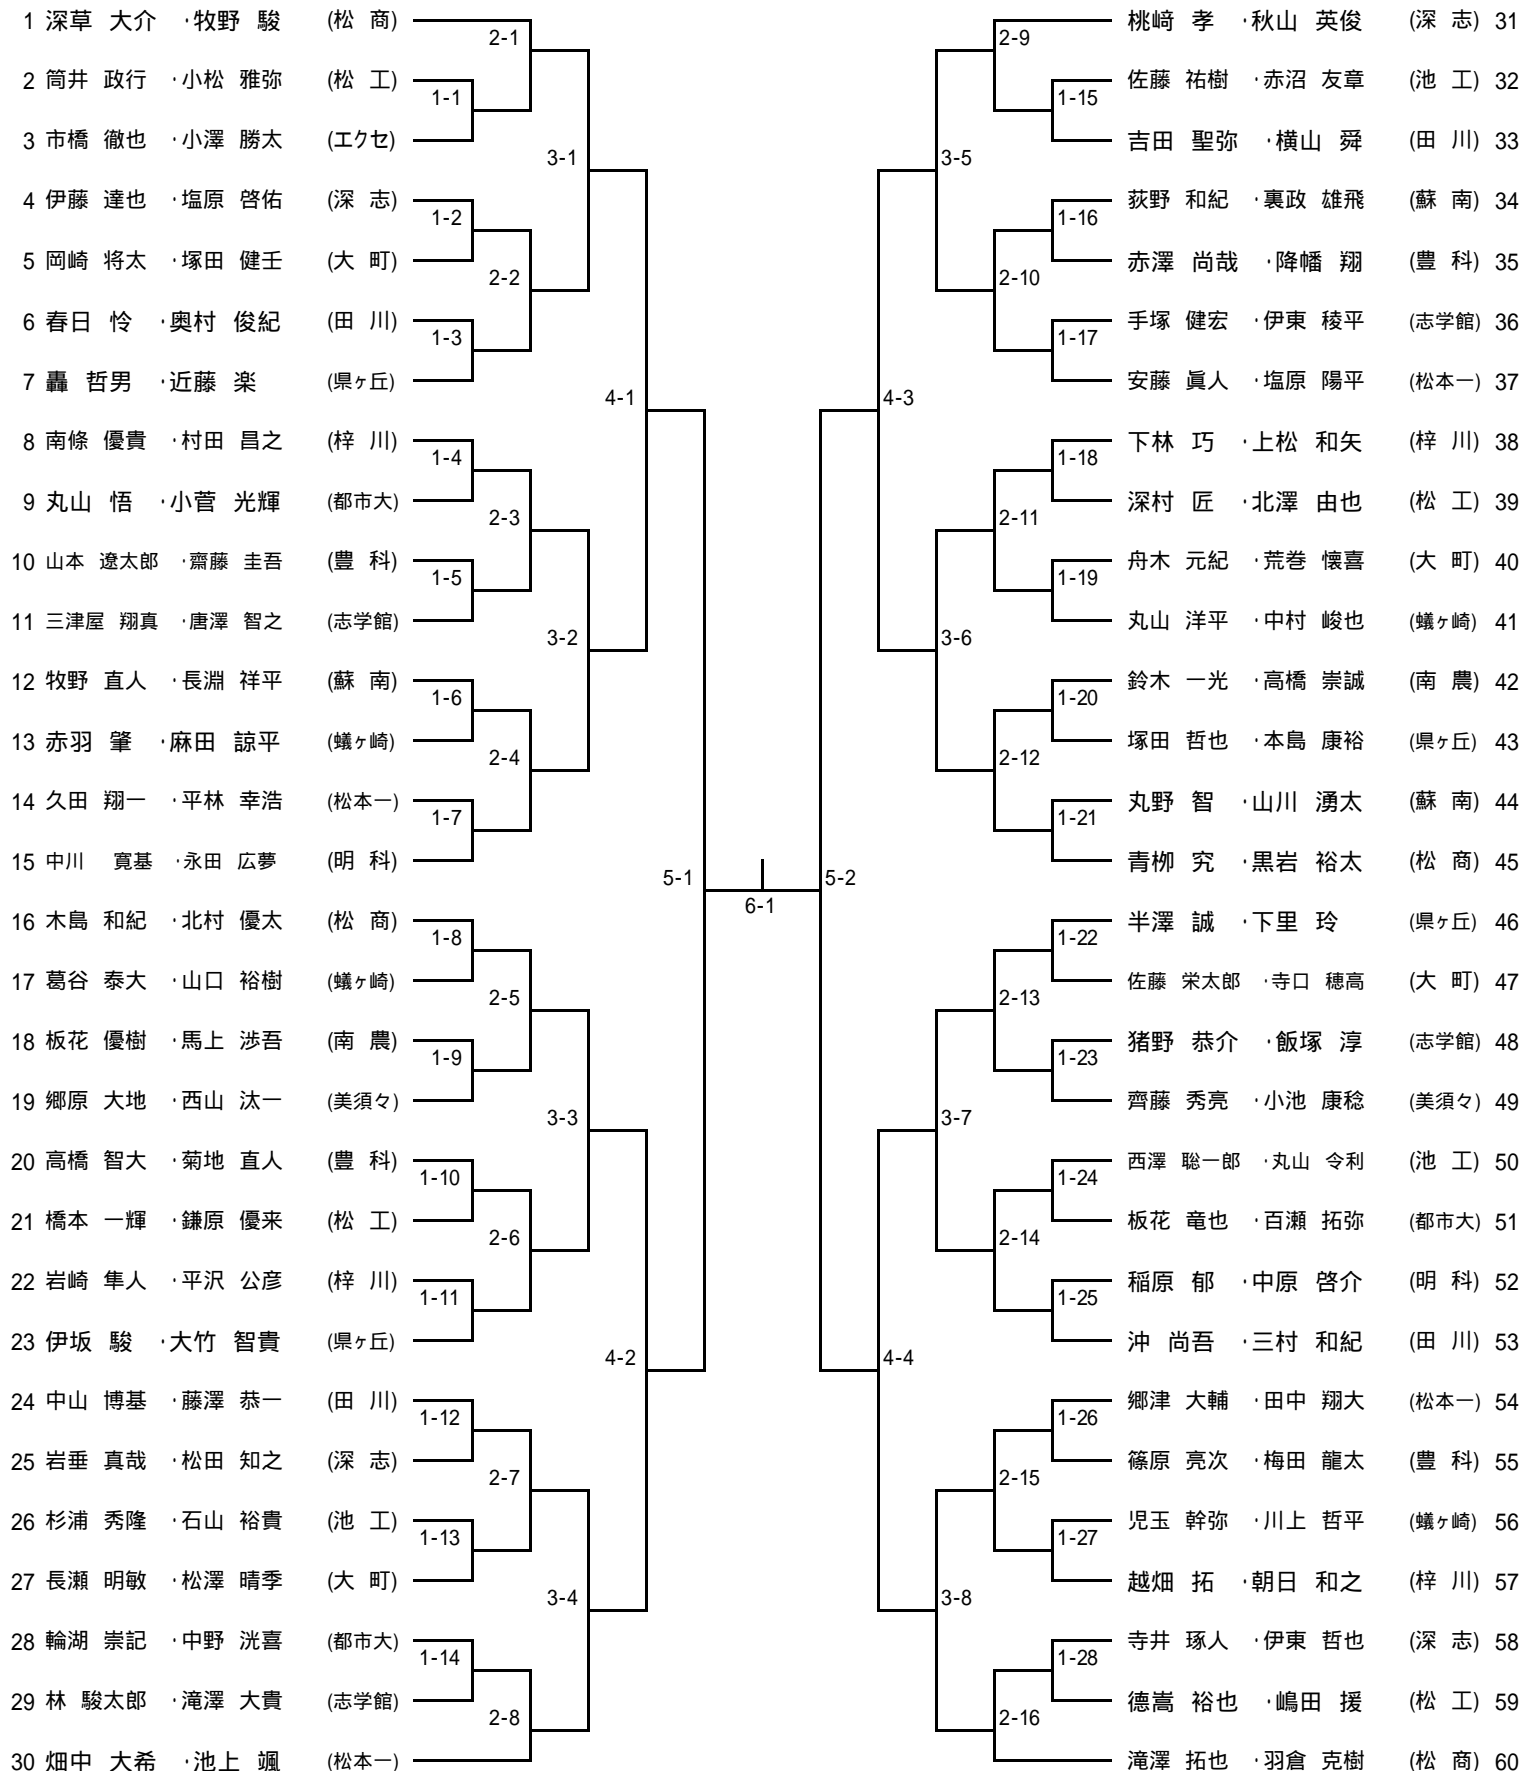 1 深草 大介 ・牧野 駿 (松 商)
2-1
2 筒井 政行 ・小松 雅弥 (松 工)
1-1
3 市橋 徹也 ・小澤 勝太 (エクセ)
3-1
4 伊藤 達也 ・塩原 啓佑 (深 志)
1-2
5 岡崎 将太 ・塚田 健壬 (大 町)
2-2
6 春日 怜 ・奥村 俊紀 (田 川)
1-3
7 轟 哲男 ・近藤 楽 (県ヶ丘)
4-1
8 南條 優貴 ・村田 昌之 (梓 川)
1-4
9 丸山 悟 ・小菅 光輝 (都市大)
2-3
10 山本 遼太郎 ・齋藤 圭吾 (豊 科)
1-5
11 三津屋 翔真 ・唐澤 智之 (志学館)
3-2
12 牧野 直人 ・長淵 祥平 (蘇 南)
1-6
13 赤羽 肇 ・麻田 諒平 (蟻ヶ崎)
2-4
14 久田 翔一 ・平林 幸浩 (松本一)
1-7
15 中川 寛基 ・永田 広夢 (明 科)
5-1
16 木島 和紀 ・北村 優太 (松 商)
1-8
17 葛谷 泰大 ・山口 裕樹 (蟻ヶ崎)
2-5
18 板花 優樹 ・馬上 渉吾 (南 農)
1-9
19 郷原 大地 ・西山 汰一 (美須々)
3-3
20 高橋 智大 ・菊地 直人 (豊 科)
1-10
21 橋本 一輝 ・鎌原 優来 (松 工)
2-6
22 岩崎 隼人 ・平沢 公彦 (梓 川)
1-11
23 伊坂 駿 ・大竹 智貴 (県ヶ丘)
4-2
24 中山 博基 ・藤澤 恭一 (田 川)
1-12
25 岩垂 真哉 ・松田 知之 (深 志)
2-7
26 杉浦 秀隆 ・石山 裕貴 (池 工)
1-13
27 長瀬 明敏 ・松澤 晴季 (大 町)
3-4
28 輪湖 崇記 ・中野 洸喜 (都市大)
1-14
29 林 駿太郎 ・滝澤 大貴 (志学館)
2-8
30 畑中 大希 ・池上 颯 (松本一)
6-1
桃﨑 孝 ・秋山 英俊 (深 志) 31
2-9
佐藤 祐樹 ・赤沼 友章 (池 工) 32
1-15
吉田 聖弥 ・横山 舜 (田 川) 33
3-5
荻野 和紀 ・裏政 雄飛 (蘇 南) 34
1-16
赤澤 尚哉 ・降幡 翔 (豊 科) 35
2-10
手塚 健宏 ・伊東 稜平 (志学館) 36
1-17
安藤 眞人 ・塩原 陽平 (松本一) 37
4-3
下林 巧 ・上松 和矢 (梓 川) 38
1-18
深村 匠 ・北澤 由也 (松 工) 39
2-11
舟木 元紀 ・荒巻 懐喜 (大 町) 40
1-19
丸山 洋平 ・中村 峻也 (蟻ヶ崎) 41
3-6
鈴木 一光 ・高橋 崇誠 (南 農) 42
1-20
塚田 哲也 ・本島 康裕 (県ヶ丘) 43
2-12
丸野 智 ・山川 湧太 (蘇 南) 44
1-21
青栁 究 ・黒岩 裕太 (松 商) 45
5-2
半澤 誠 ・下里 玲 (県ヶ丘) 46
1-22
佐藤 栄太郎 ・寺口 穂高 (大 町) 47
2-13
猪野 恭介 ・飯塚 淳 (志学館) 48
1-23
齊藤 秀亮 ・小池 康稔 (美須々) 49
3-7
西澤 聡一郎 ・丸山 令利 (池 工) 50
1-24
板花 竜也 ・百瀬 拓弥 (都市大) 51
2-14
稲原 郁 ・中原 啓介 (明 科) 52
1-25
沖 尚吾 ・三村 和紀 (田 川) 53
4-4
郷津 大輔 ・田中 翔大 (松本一) 54
1-26
篠原 亮次 ・梅田 龍太 (豊 科) 55
2-15
児玉 幹弥 ・川上 哲平 (蟻ヶ崎) 56
1-27
越畑 拓 ・朝日 和之 (梓 川) 57
3-8
寺井 琢人 ・伊東 哲也 (深 志) 58
1-28
德嵩 裕也 ・嶋田 援 (松 工) 59
2-16
滝澤 拓也 ・羽倉 克樹 (松 商) 60